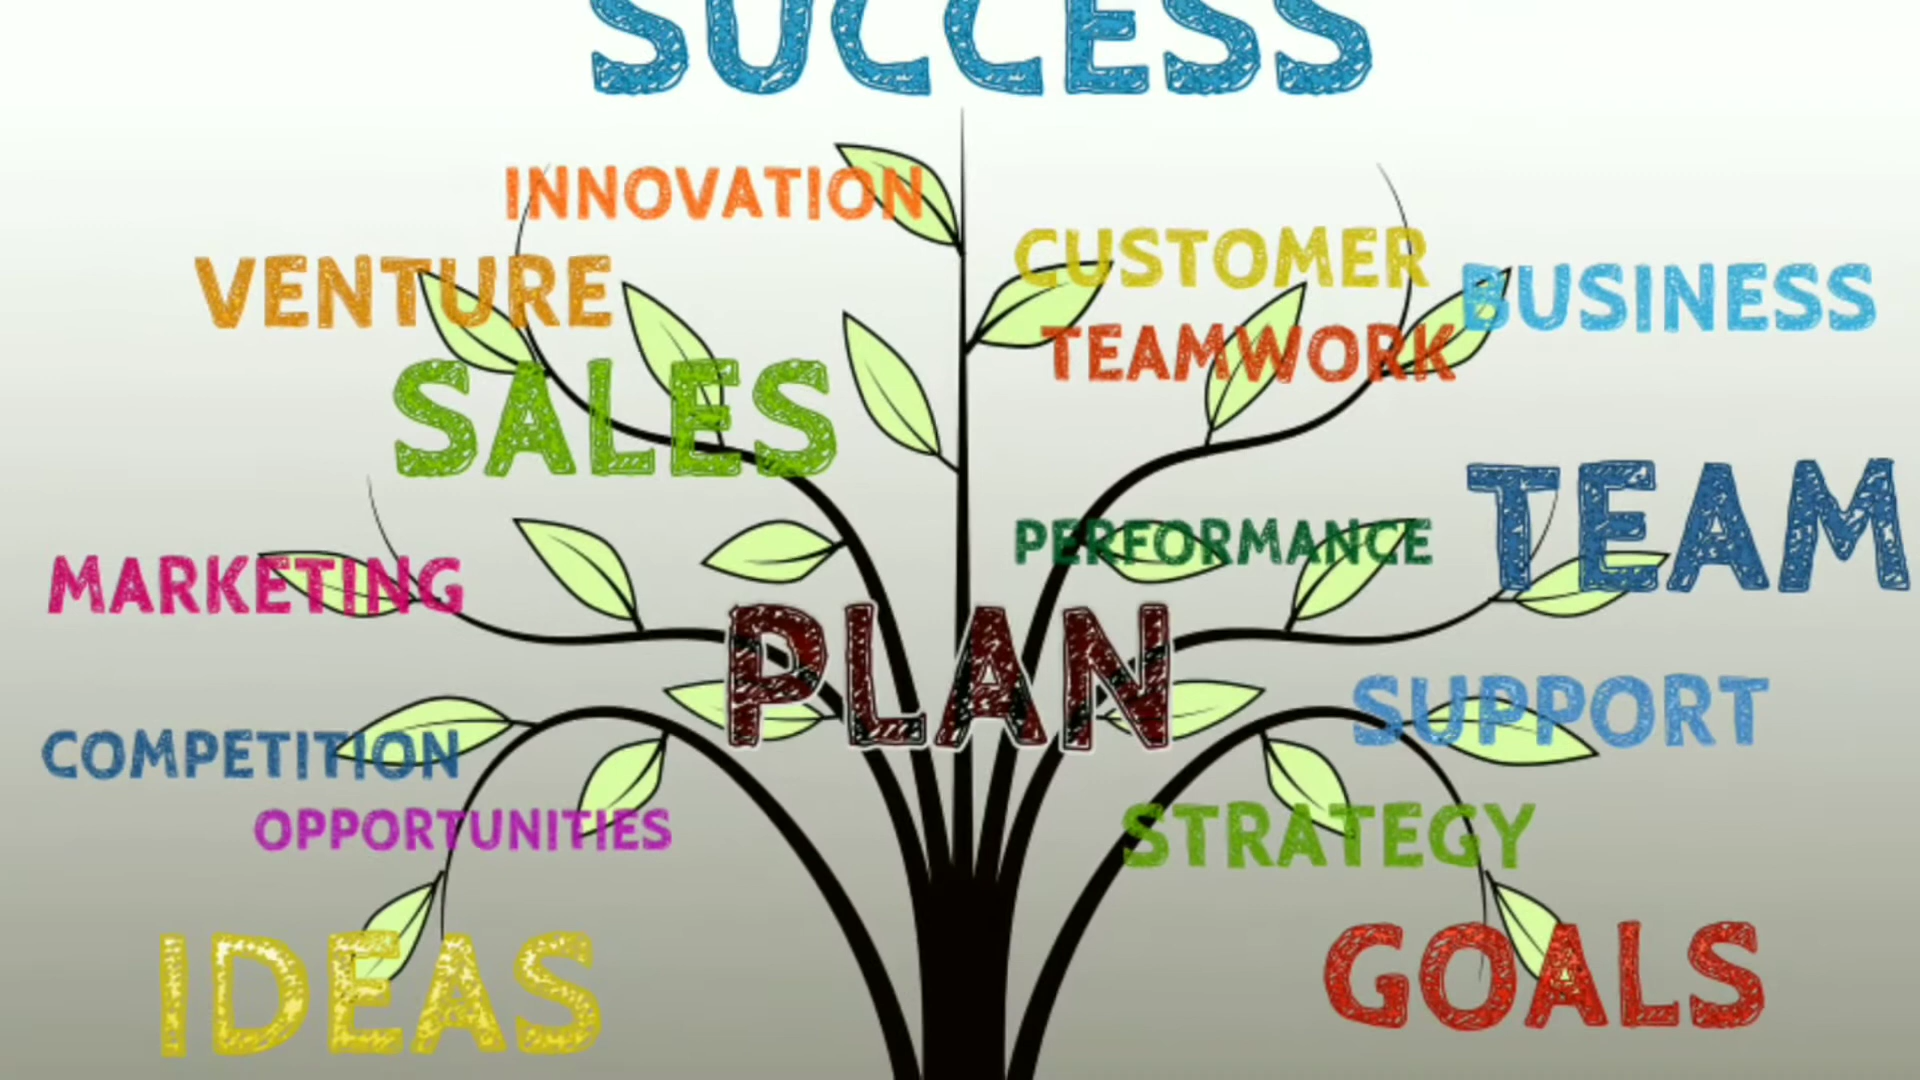 SUCCESS
INNOVATION
CUSTOMER
VENTURE
BUSINESS
TEAMWORK
SALES
TEAM
PERFORMANCE
MARKETING
PLAN
SUPPORT
COMPETITION
OPPORTUNITIES
STRATEGY
IDEAS
GOALS